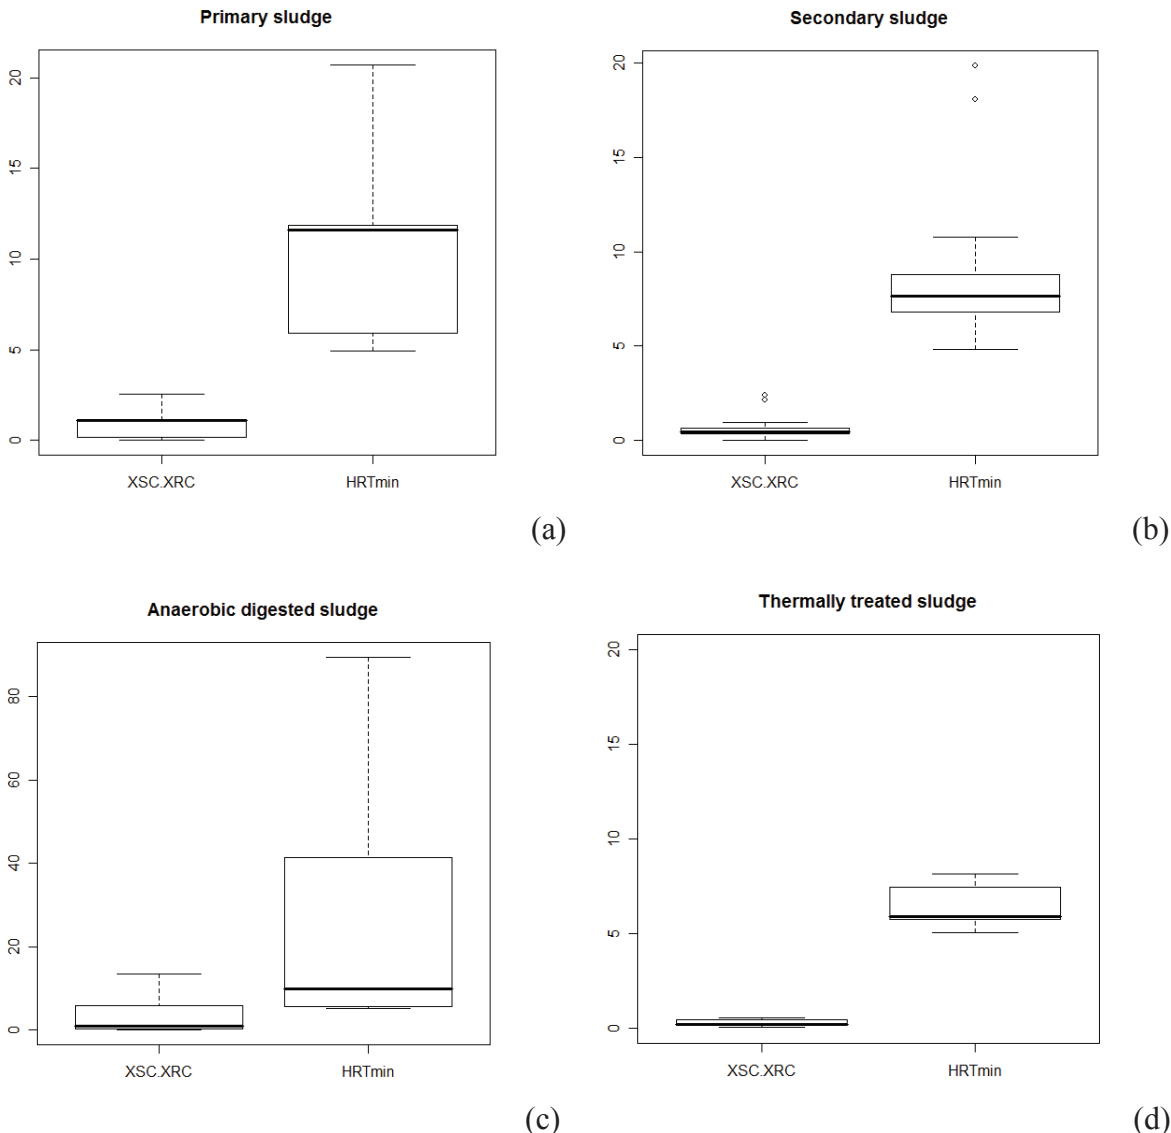 Primary sludge
20
15
10
5
0
XSC.XRC HRTmin
(a)
Secondary sludge
20
15
10
5
0
XSC.XRC HRTmin
(b)
Anaerobic digested sludge
80
60
40
20
0
XSC.XRC HRTmin
(c)
Thermally treated sludge
20
15
10
5
0
XSC.XRC HRTmin
(d)